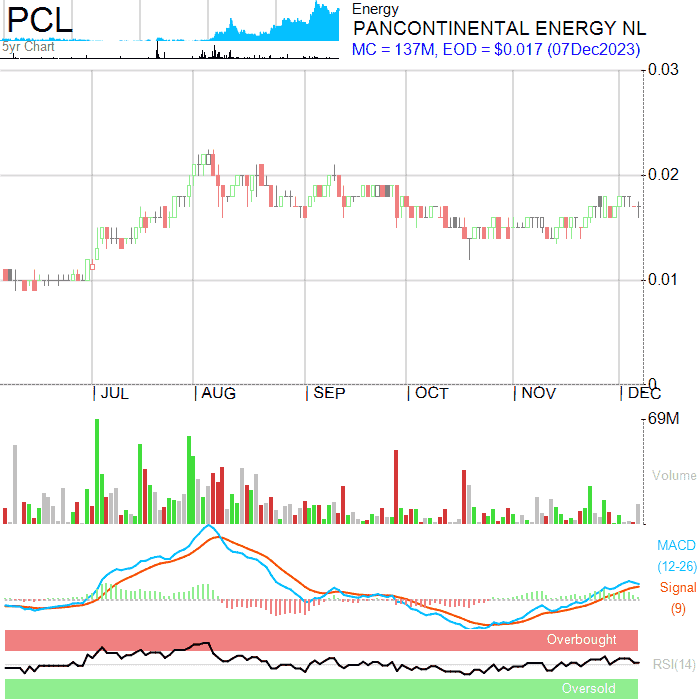 PCL
5yr Chart
Energy
PANCONTINENTAL ENERGY NL
MC = 137M, EOD = $0.017 (07Dec2023)
0.03
0.02
0.01
0
JUL
AUG
SEP
OCT
NOV
DEC
69M
Volume
MACD
(12-26)
Signal
(9)
Overbought
RSI(14)
Oversold